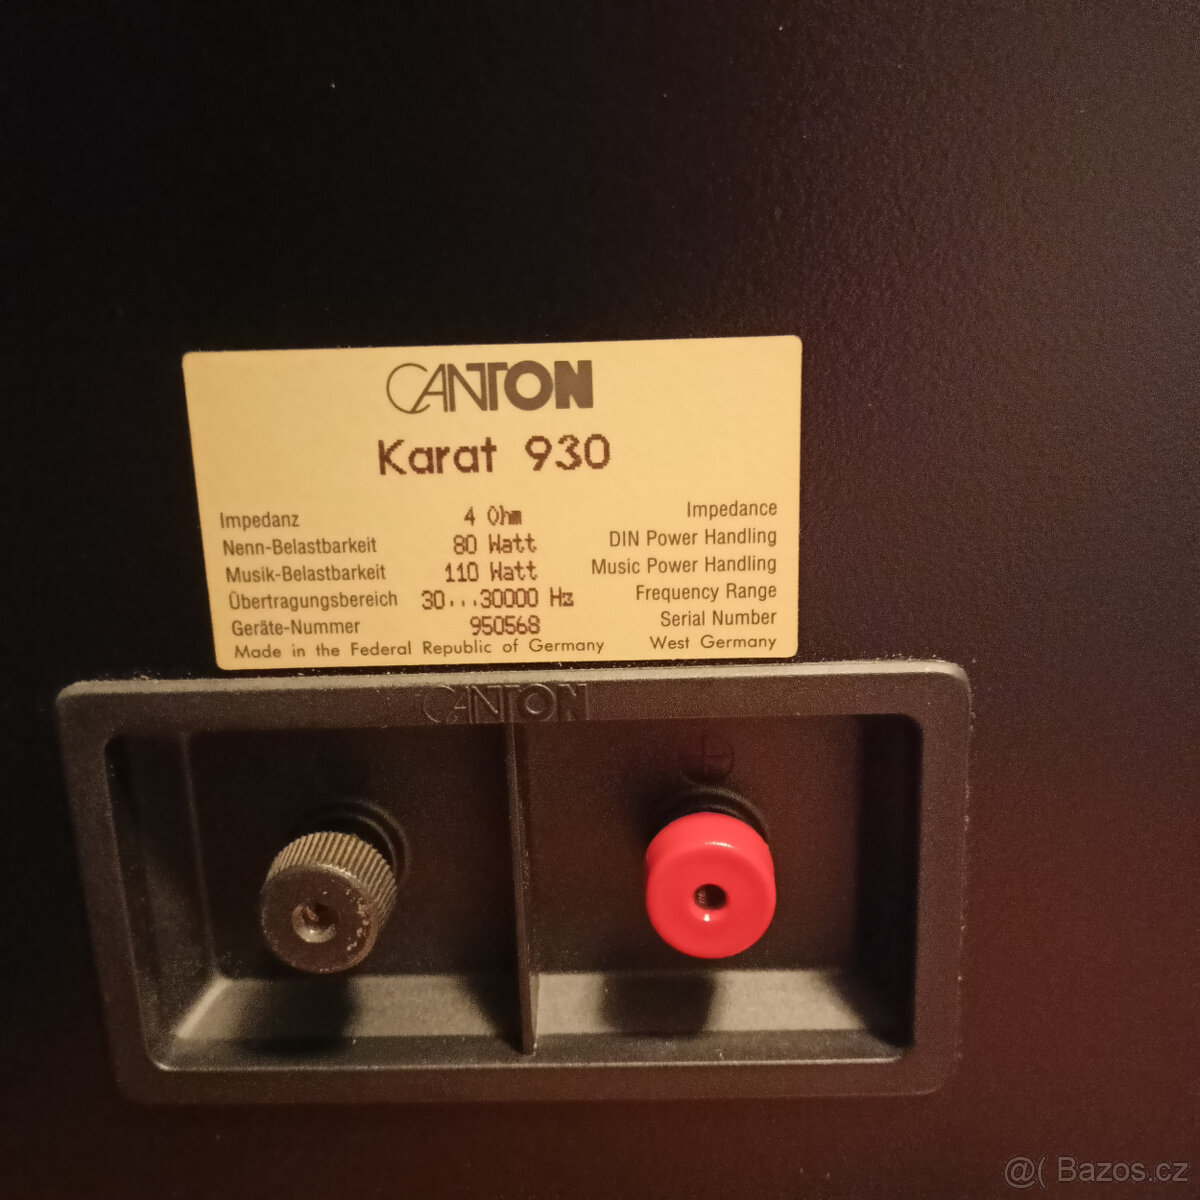 CANTON
Karat 930
Impedanz 4 Ohm Impedance
Nenn-Belastbarkeit 80 Watt DIN Power Handling
Musik-Belastbarkeit 110 Watt Music Power Handling
Übertragungsbereich 30...30000 Hz Frequency Range
Geräte-Nummer 950568 Serial Number
Made in the Federal Republic of Germany West Germany
CANTON
@( Bazos.cz